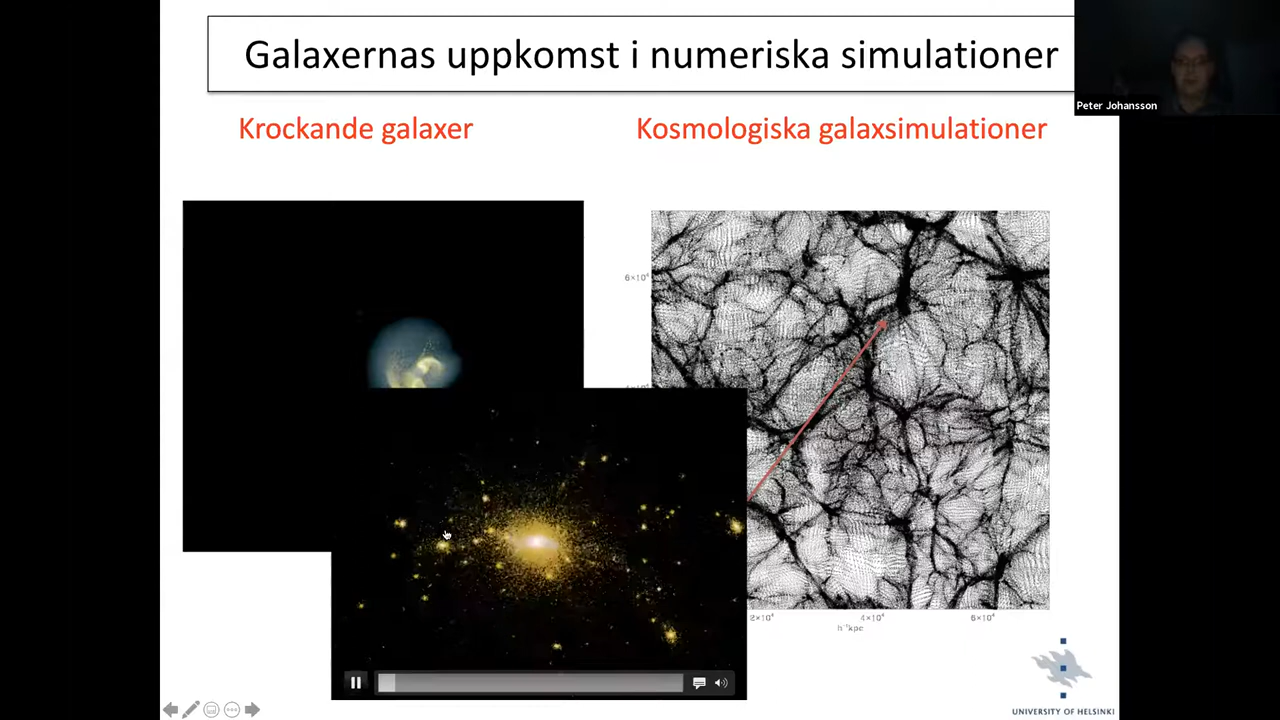 Galaxernas uppkomst i numeriska simulationer
Peter Johansson
Krockande galaxer
Kosmologiska galaxsimulationer
6×10⁴
2×10⁴
4×10⁴
6×10⁴
h⁻¹kpc
UNIVERSITY OF HELSINKI